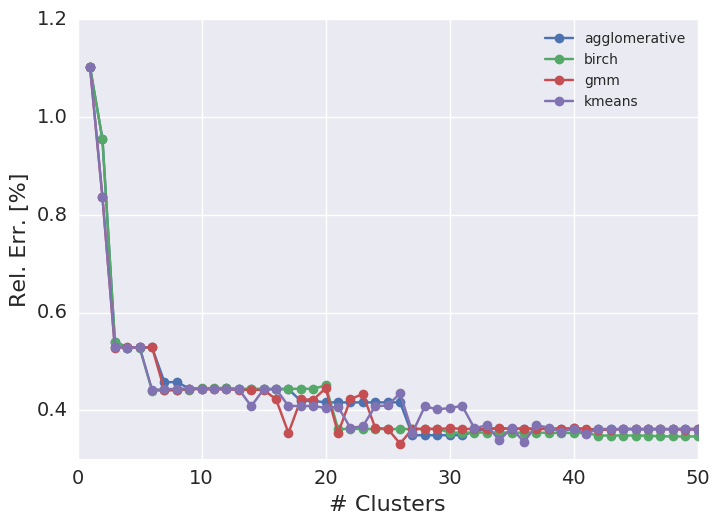 1.2
1.0
0.8
0.6
0.4
Rel. Err. [%]
agglomerative
birch
gmm
kmeans
0 10 20 30 40 50
# Clusters